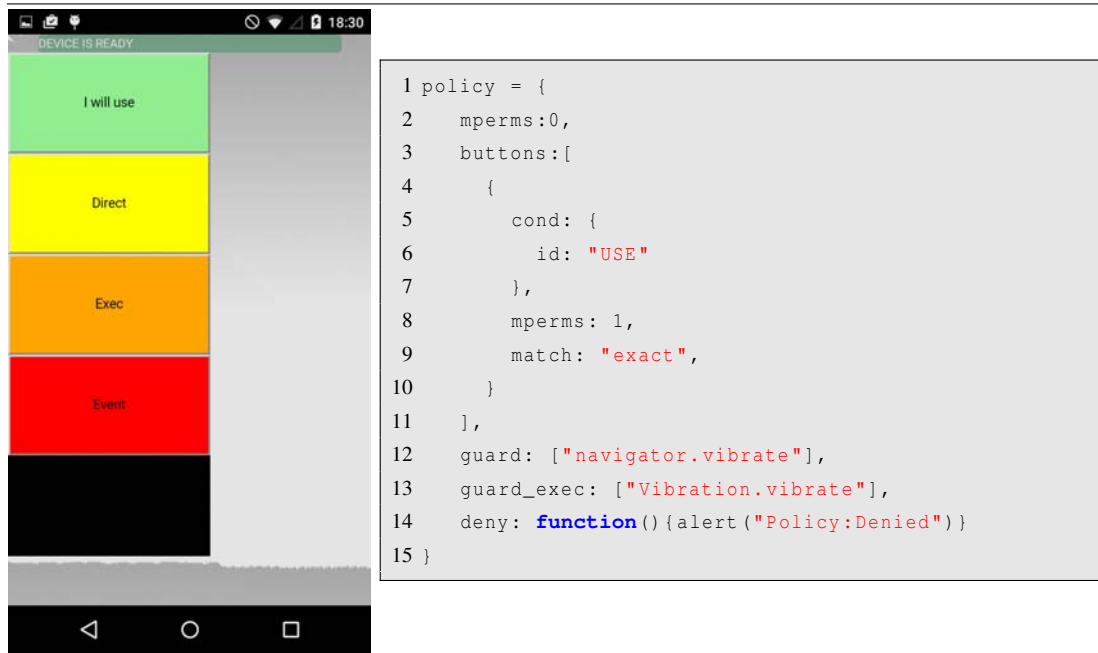 18:30
DEVICE IS READY
I will use
Direct
Exec
Event
1 policy = {
2 mperms:0,
3 buttons:[
4 {
5 cond: {
6 id: "USE"
7 },
8 mperms: 1,
9 match: "exact",
10 }
11 ],
12 guard: ["navigator.vibrate"],
13 guard_exec: ["Vibration.vibrate"],
14 deny: function(){alert("Policy:Denied")}
15 }